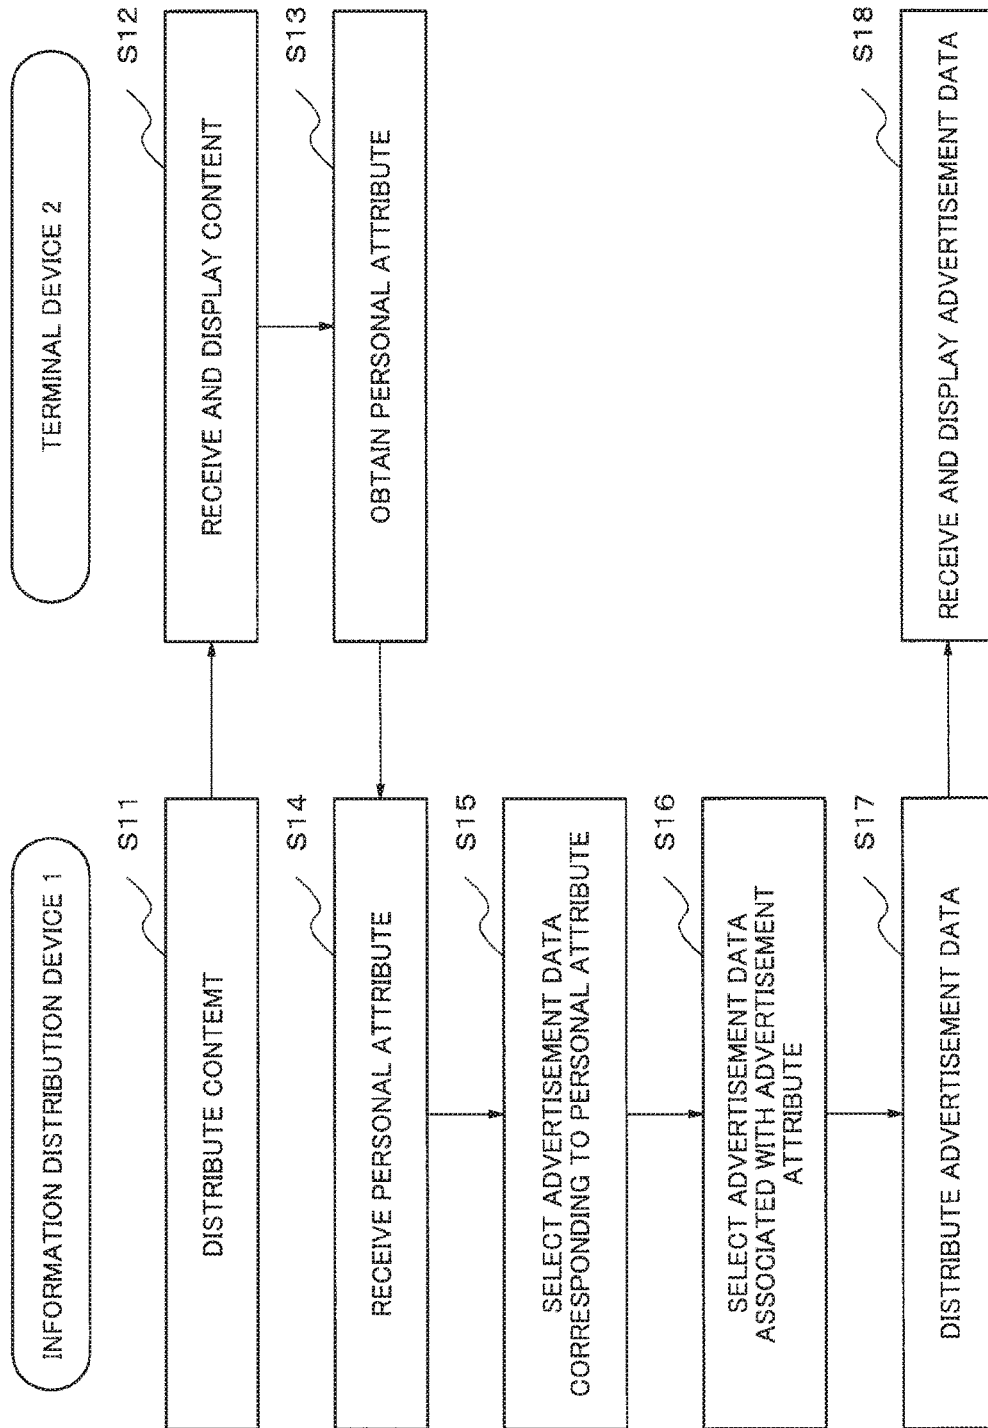 INFORMATION DISTRIBUTION DEVICE 1
TERMINAL DEVICE 2
S11
DISTRIBUTE CONTEMT
S12
RECEIVE AND DISPLAY CONTENT
S13
OBTAIN PERSONAL ATTRIBUTE
S14
RECEIVE PERSONAL ATTRIBUTE
S15
SELECT ADVERTISEMENT DATA
CORRESPONDING TO PERSONAL ATTRIBUTE
S16
SELECT ADVERTISEMENT DATA
ASSOCIATED WITH ADVERTISEMENT
ATTRIBUTE
S17
DISTRIBUTE ADVERTISEMENT DATA
S18
RECEIVE AND DISPLAY ADVERTISEMENT DATA